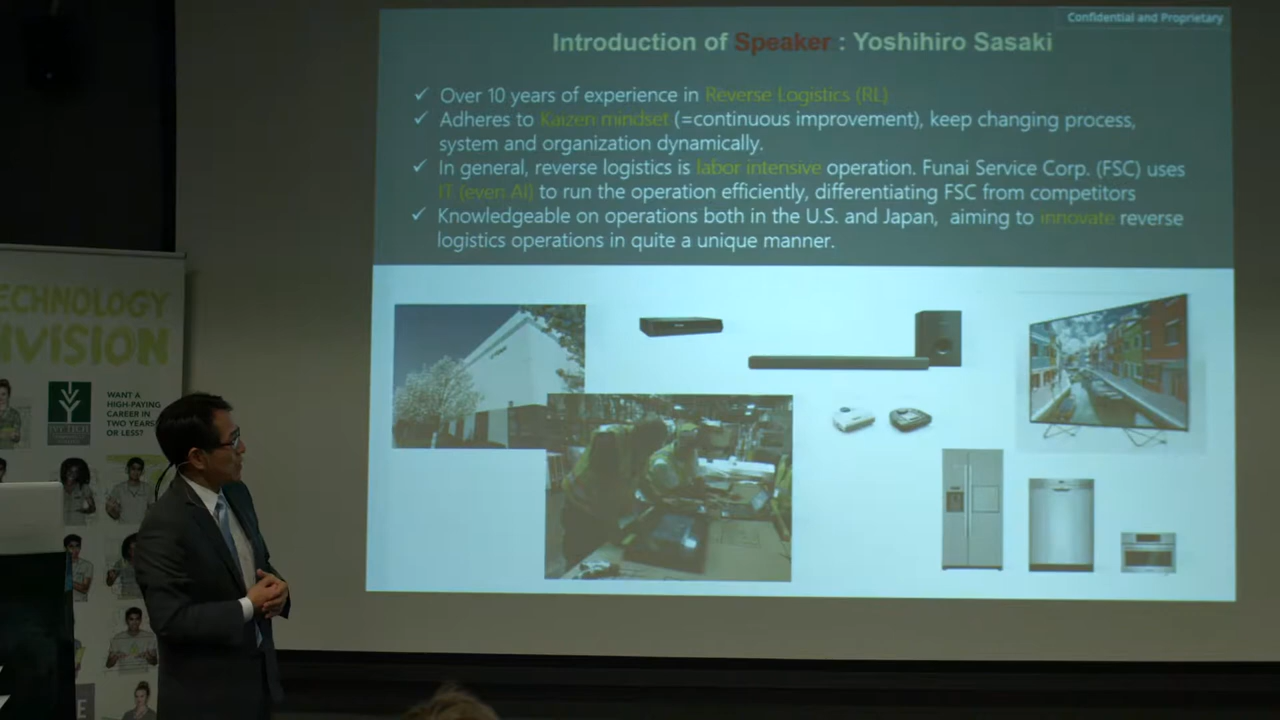 Confidential and Proprietary
Introduction of Speaker : Yoshihiro Sasaki
✓ Over 10 years of experience in Reverse Logistics (RL)
✓ Adheres to Kaizen mindset (=continuous improvement), keep changing process,
system and organization dynamically.
✓ In general, reverse logistics is labor intensive operation. Funai Service Corp. (FSC) uses
IT (even AI) to run the operation efficiently, differentiating FSC from competitors
✓ Knowledgeable on operations both in the U.S. and Japan, aiming to innovate reverse
logistics operations in quite a unique manner.
ECHNOLOGY
IVISION
WANT A
HIGH-PAYING
CAREER IN
TWO YEARS
OR LESS?